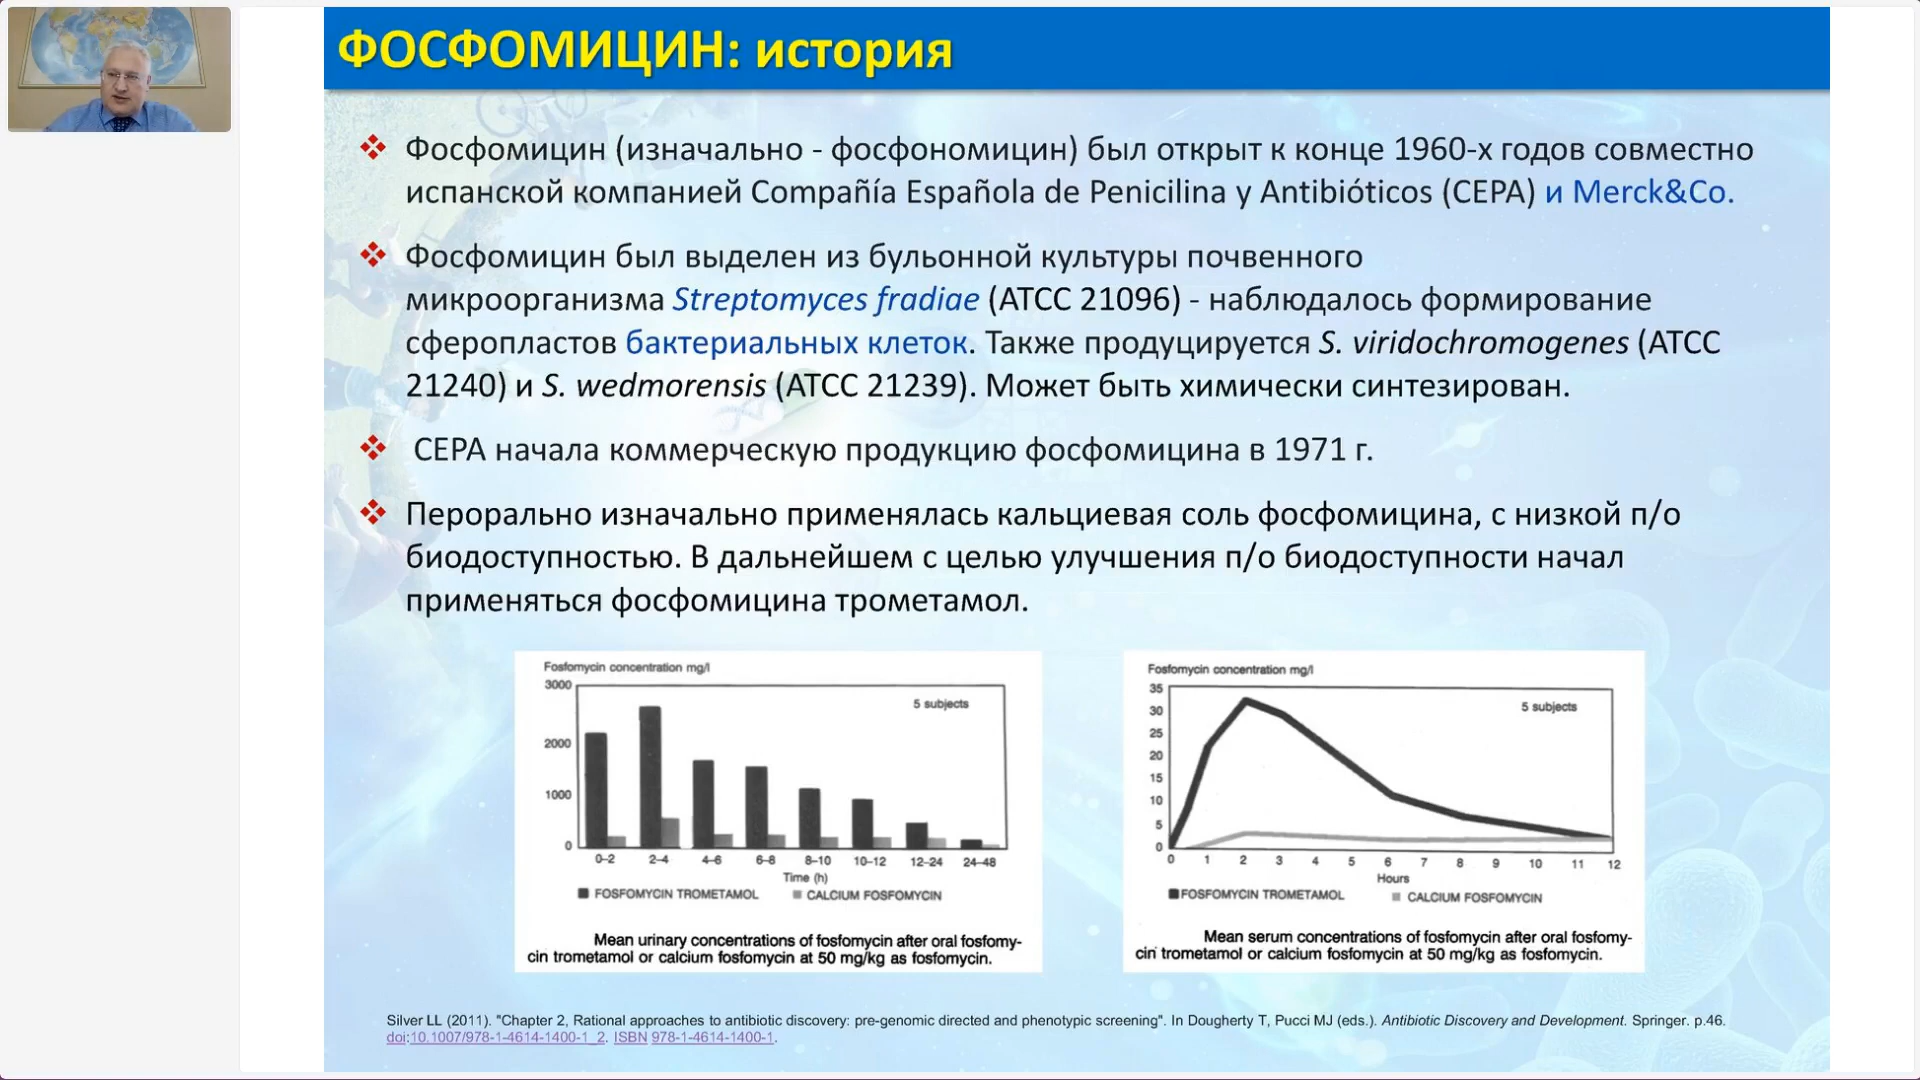 ФОСФОМИЦИН: история
Фосфомицин (изначально - фосфономицин) был открыт к конце 1960-х годов совместно
испанской компанией Compañía Española de Penicilina y Antibióticos (CEPA) и Merck&Co.
Фосфомицин был выделен из бульонной культуры почвенного
микроорганизма Streptomyces fradiae (ATCC 21096) - наблюдалось формирование
сферопластов бактериальных клеток. Также продуцируется S. viridochromogenes (ATCC
21240) и S. wedmorensis (ATCC 21239). Может быть химически синтезирован.
CEPA начала коммерческую продукцию фосфомицина в 1971 г.
Перорально изначально применялась кальциевая соль фосфомицина, с низкой п/о
биодоступностью. В дальнейшем с целью улучшения п/о биодоступности начал
применяться фосфомицина трометамол.
Fosfomycin concentration mg/l
3000
5 subjects
2000
1000
0
0-2 2-4 4-6 6-8 8-10 10-12 12-24 24-48
Time (h)
FOSFOMYCIN TROMETAMOL CALCIUM FOSFOMYCIN
Mean urinary concentrations of fosfomycin after oral fosfomy-
cin trometamol or calcium fosfomycin at 50 mg/kg as fosfomycin.
Fosfomycin concentration mg/l
35
5 subjects
30
25
20
15
10
5
0
0 1 2 3 4 5 6 7 8 9 10 11 12
Hours
FOSFOMYCIN TROMETAMOL CALCIUM FOSFOMYCIN
Mean serum concentrations of fosfomycin after oral fosfomy-
cin trometamol or calcium fosfomycin at 50 mg/kg as fosfomycin.
Silver LL (2011). "Chapter 2, Rational approaches to antibiotic discovery: pre-genomic directed and phenotypic screening". In Dougherty T, Pucci MJ (eds.). Antibiotic Discovery and Development. Springer. p.46.
doi:10.1007/978-1-4614-1400-1_2. ISBN 978-1-4614-1400-1.